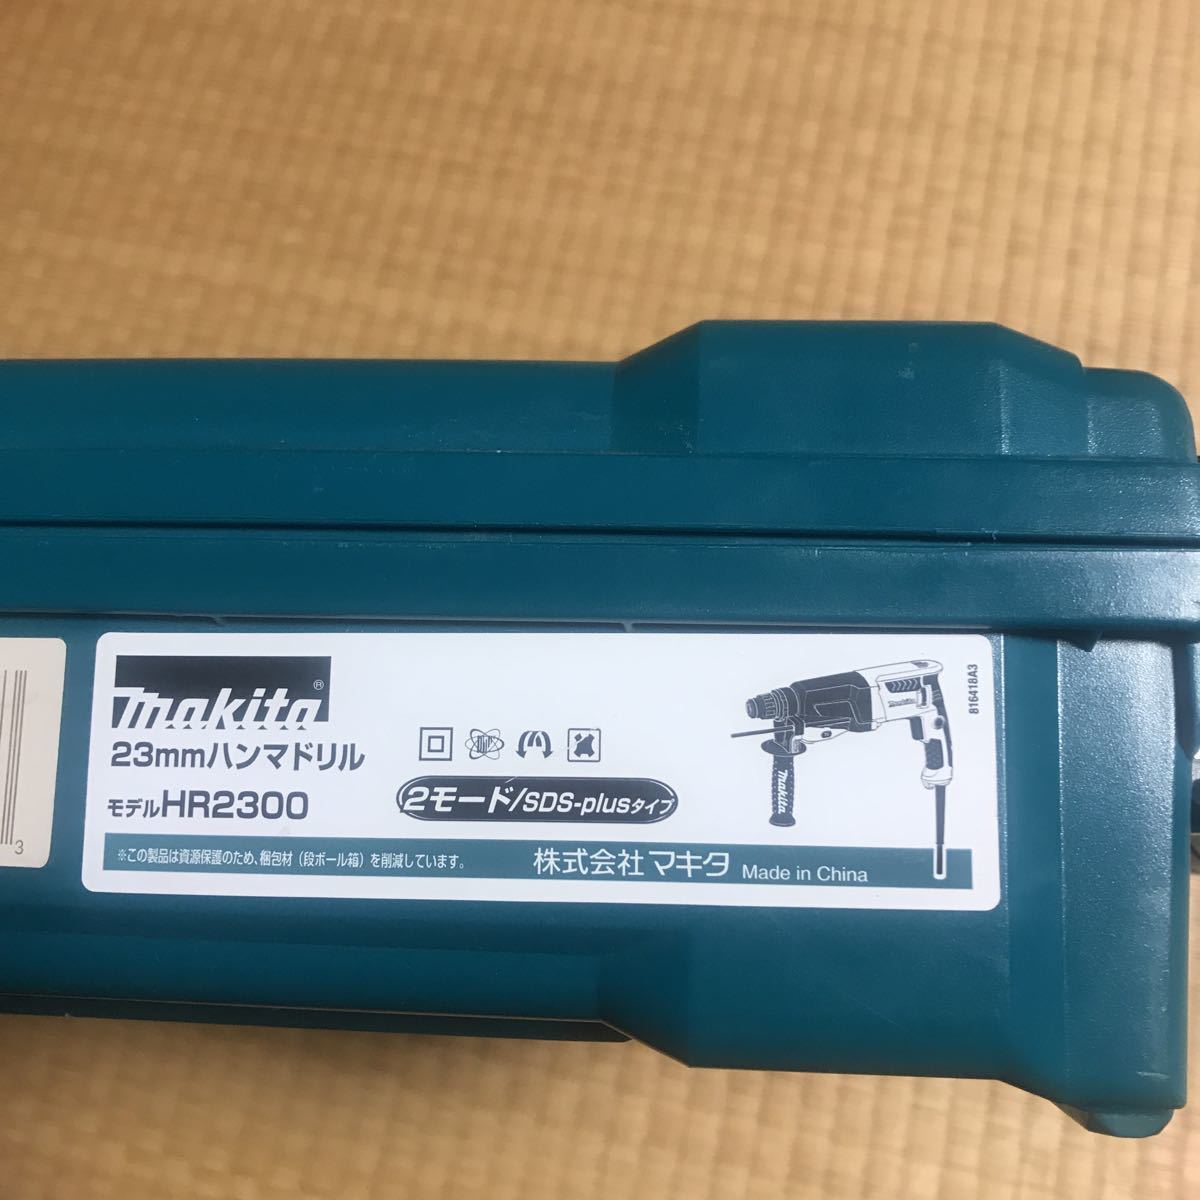 makita®
23mmハンマドリル
モデルHR2300
2モード/SDS-plusタイプ
※この製品は資源保護のため、梱包材（段ボール箱）を削減しています。
株式会社マキタ Made in China
816418A3
makita
3